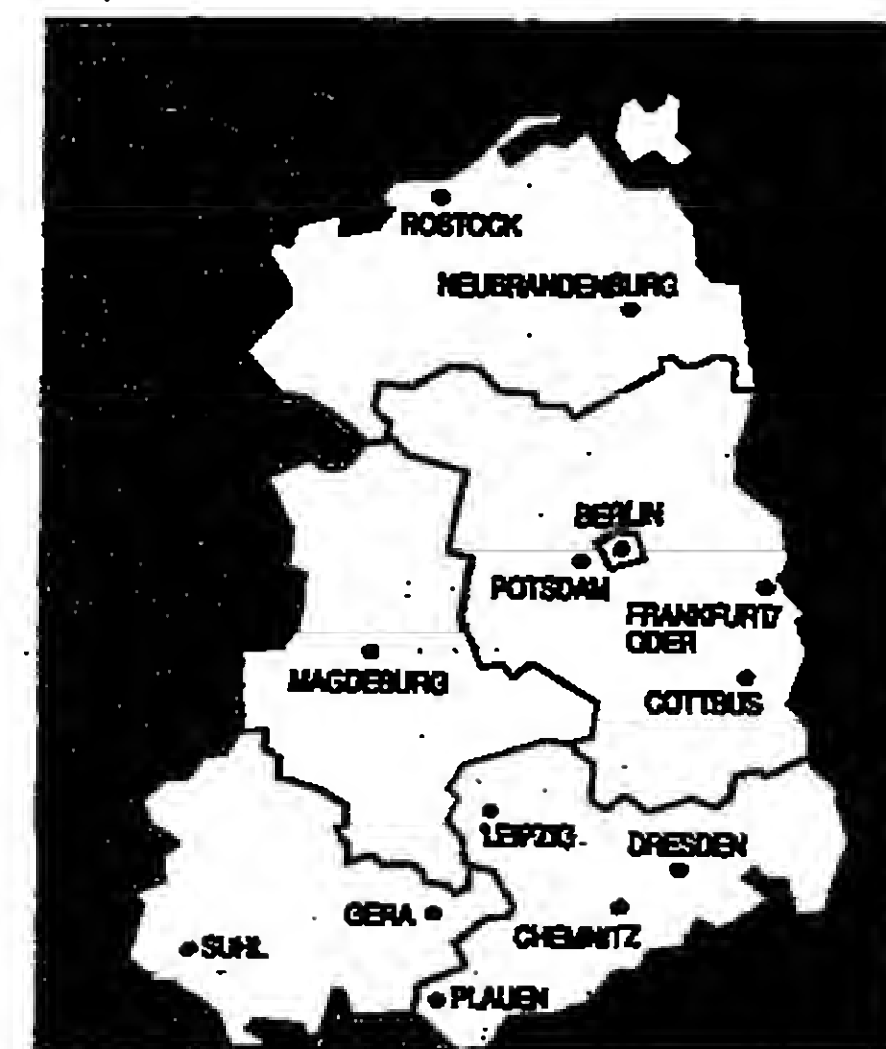 ROSTOCK
NEUBRANDENBURG
BERLIN
POTSDAM
FRANKFURT/
ODER
COTTBUS
MAGDEBURG
LEIPZIG
DRESDEN
GERA
CHEMNITZ
SUHL
PLAUEN